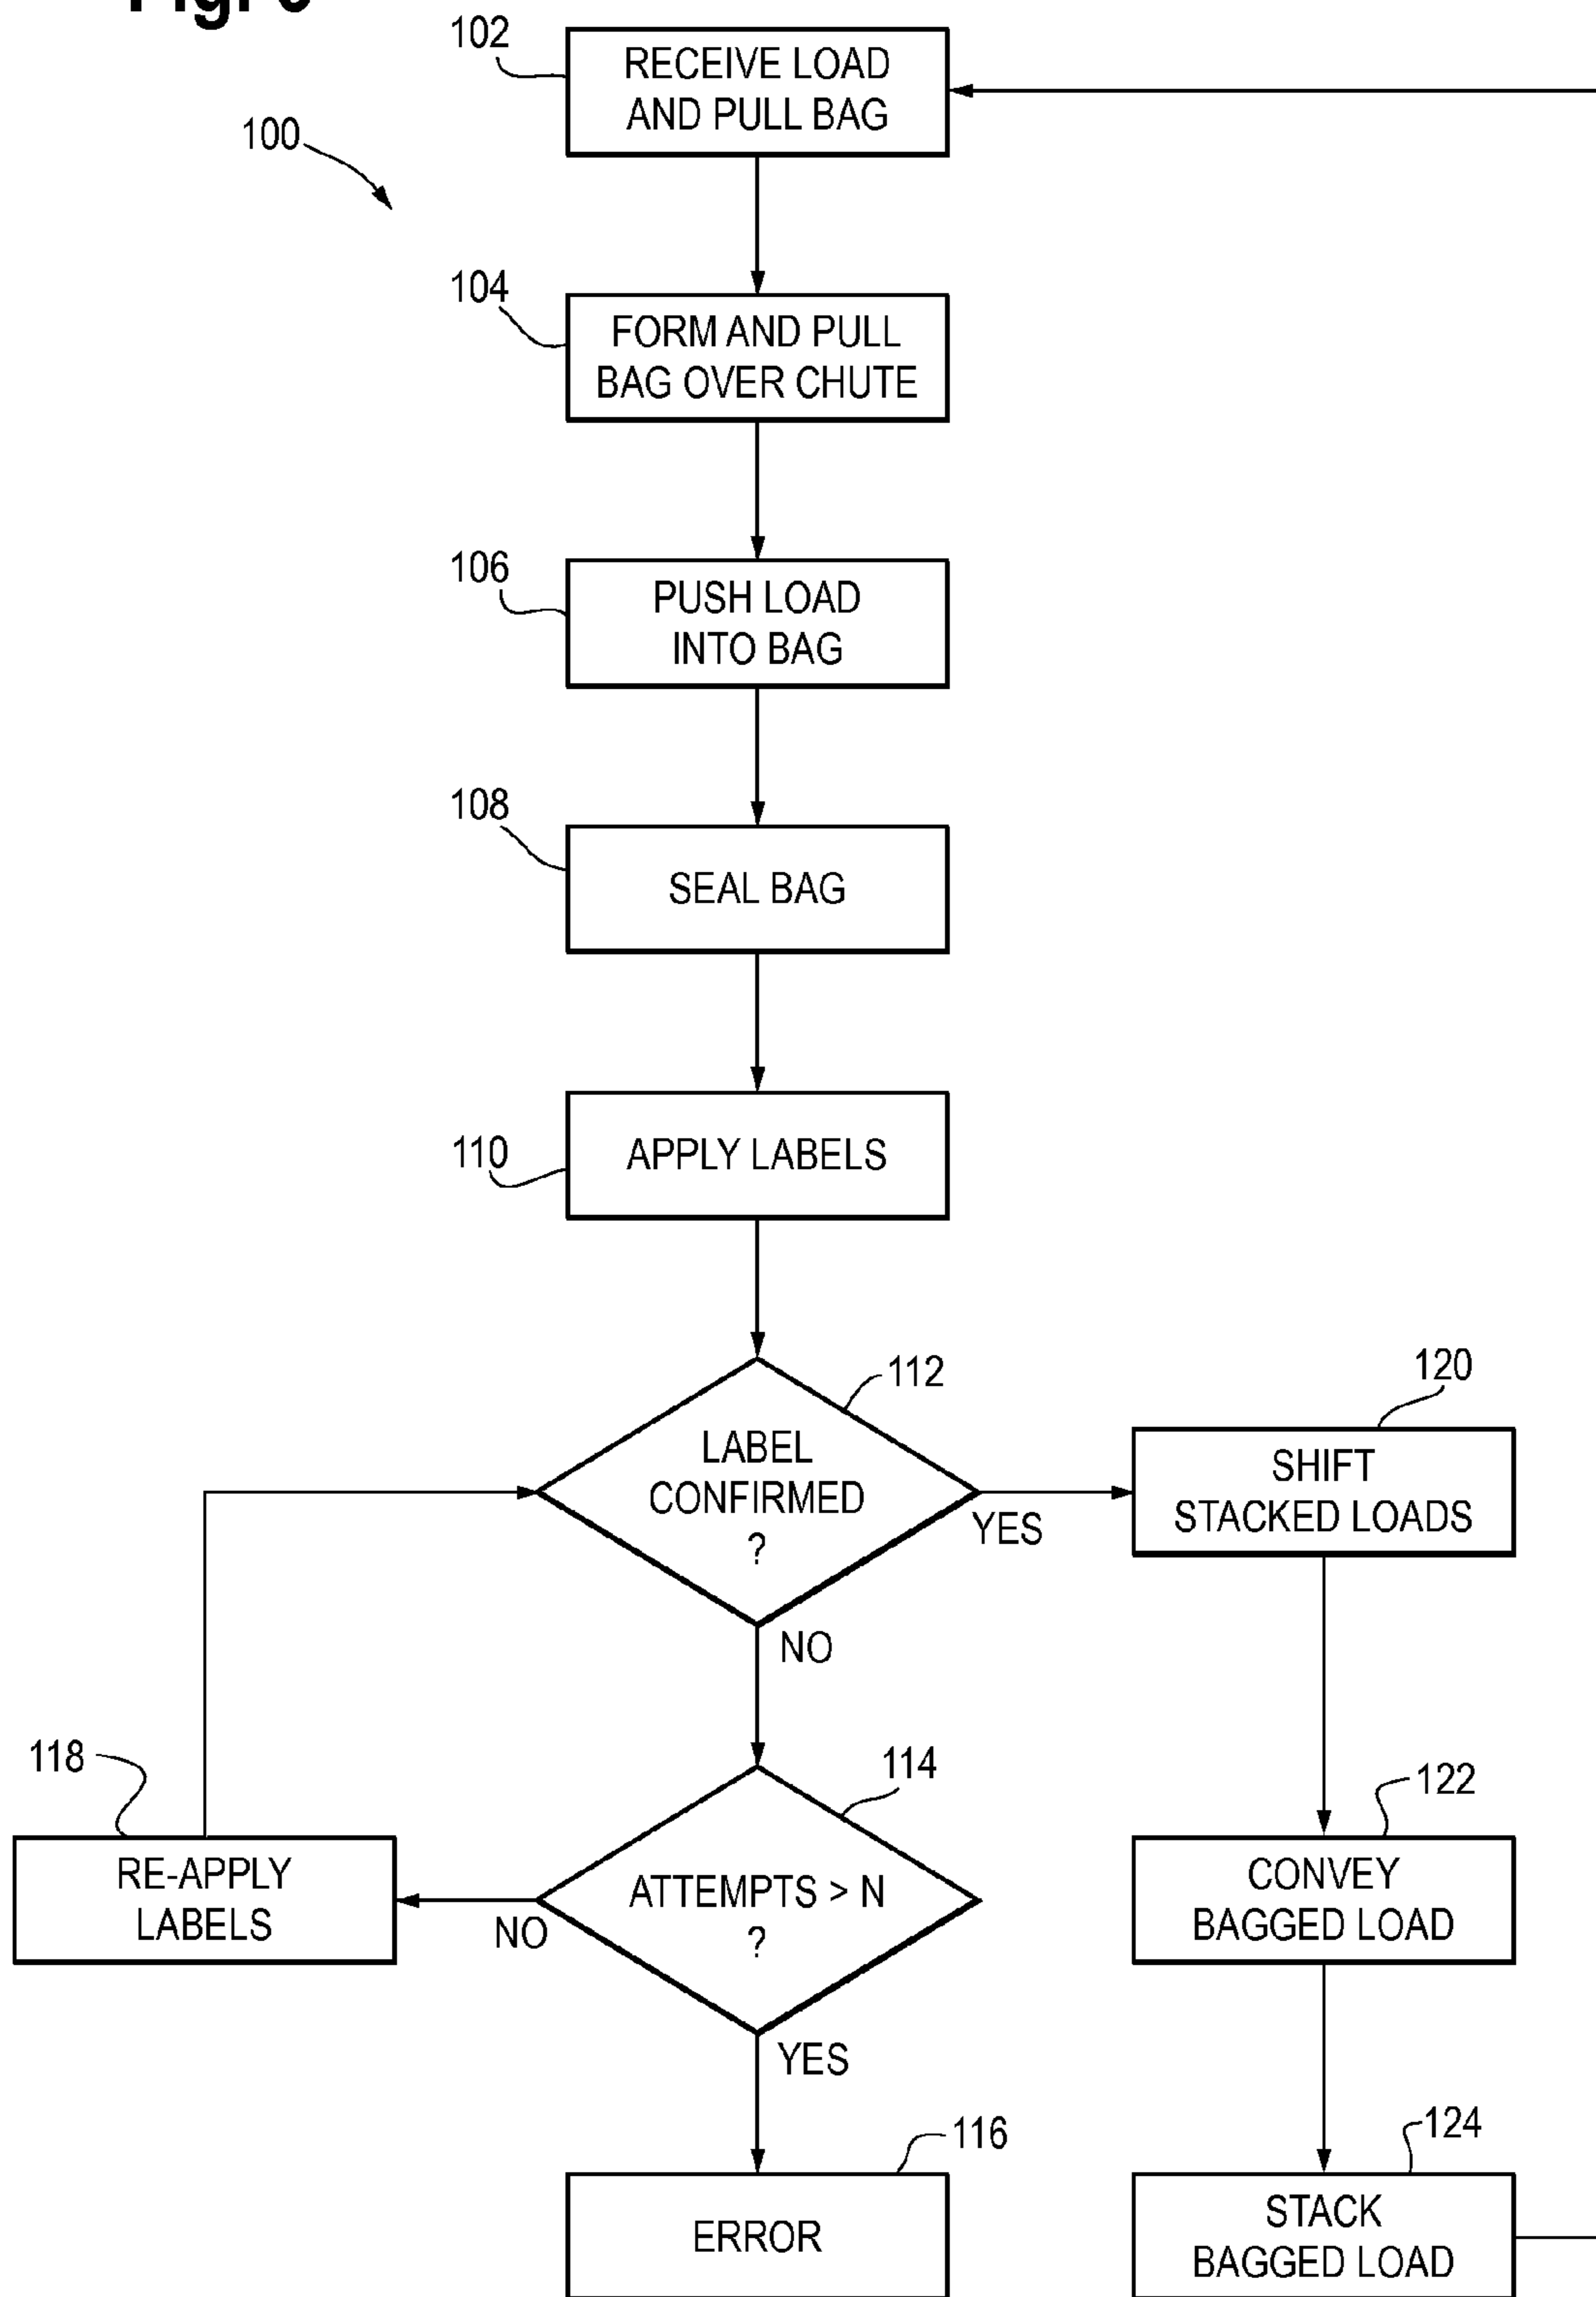 102
RECEIVE LOAD
AND PULL BAG
100
104
FORM AND PULL
BAG OVER CHUTE
106
PUSH LOAD
INTO BAG
108
SEAL BAG
110
APPLY LABELS
112
LABEL
CONFIRMED
?
YES
NO
120
SHIFT
STACKED LOADS
118
RE-APPLY
LABELS
114
ATTEMPTS > N
?
NO
YES
122
CONVEY
BAGGED LOAD
116
ERROR
124
STACK
BAGGED LOAD